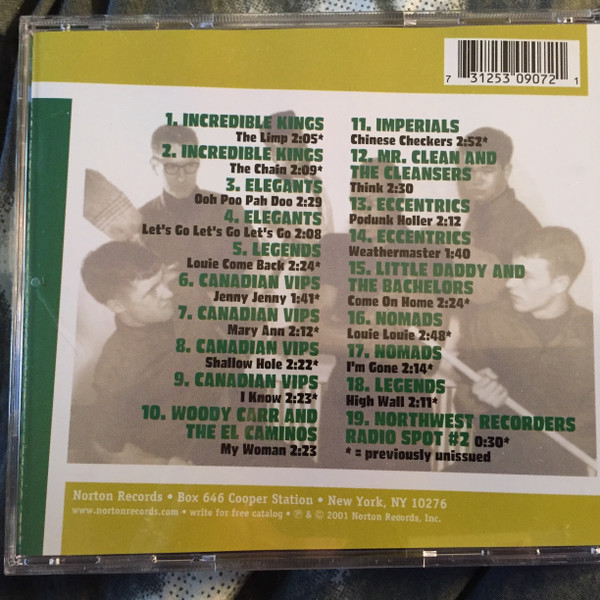 7 31253 09072 1
1. INCREDIBLE KINGS
The Limp 2:05*
2. INCREDIBLE KINGS
The Chain 2:09*
3. ELEGANTS
Ooh Poo Pah Doo 2:29
4. ELEGANTS
Let's Go Let's Go Let's Go 2:08
5. LEGENDS
Louie Come Back 2:24*
6. CANADIAN VIPS
Jenny Jenny 1:41*
7. CANADIAN VIPS
Mary Ann 2:12*
8. CANADIAN VIPS
Shallow Hole 2:22*
9. CANADIAN VIPS
I Know 2:23*
10. WOODY CARR AND
THE EL CAMINOS
My Woman 2:23
11. IMPERIALS
Chinese Checkers 2:52*
12. MR. CLEAN AND
THE CLEANSERS
Think 2:30
13. ECCENTRICS
Podunk Holler 2:12
14. ECCENTRICS
Weathermaster 1:40
15. LITTLE DADDY AND
THE BACHELORS
Come On Home 2:24*
16. NOMADS
Louie Louie 2:48*
17. NOMADS
I'm Gone 2:14*
18. LEGENDS
High Wall 2:11*
19. NORTHWEST RECORDERS
RADIO SPOT #2 0:30*
* = previously unissued
Norton Records • Box 646 Cooper Station • New York, NY 10276
www.nortonrecords.com • write for free catalog • ℗ & © 2001 Norton Records, Inc.